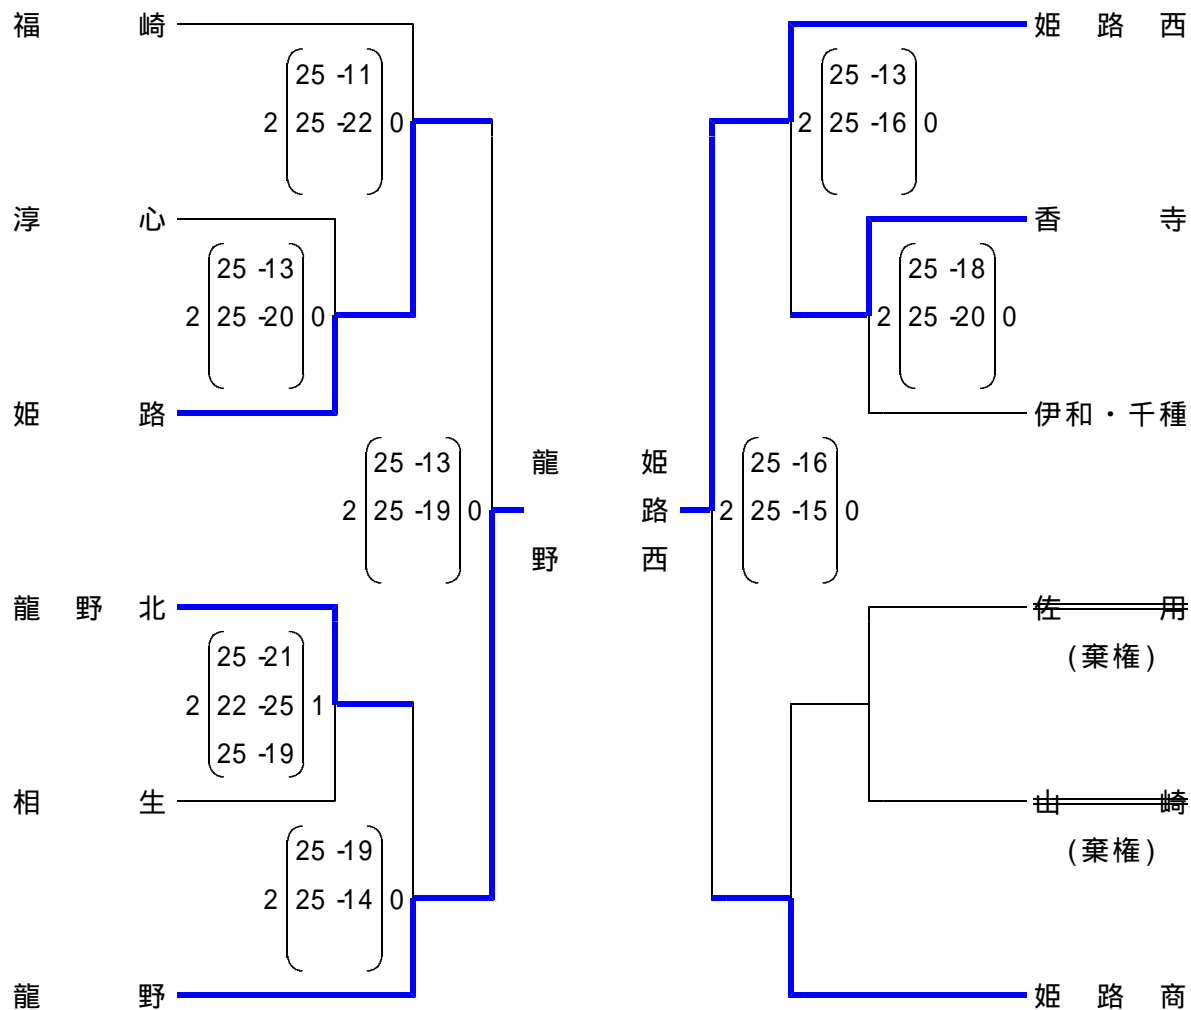 福崎
姫路西
25 -11
25 -13
2 25 -22 0
2 25 -16 0
淳心
香寺
25 -13
25 -18
2 25 -20 0
2 25 -20 0
姫路
伊和・千種
25 -13
龍野
姫路西
25 -16
2 25 -19 0
2 25 -15 0
龍野北
佐用
25 -21
(棄権)
2 22 -25 1
25 -19
相生
山崎
25 -19
(棄権)
2 25 -14 0
龍野
姫路商